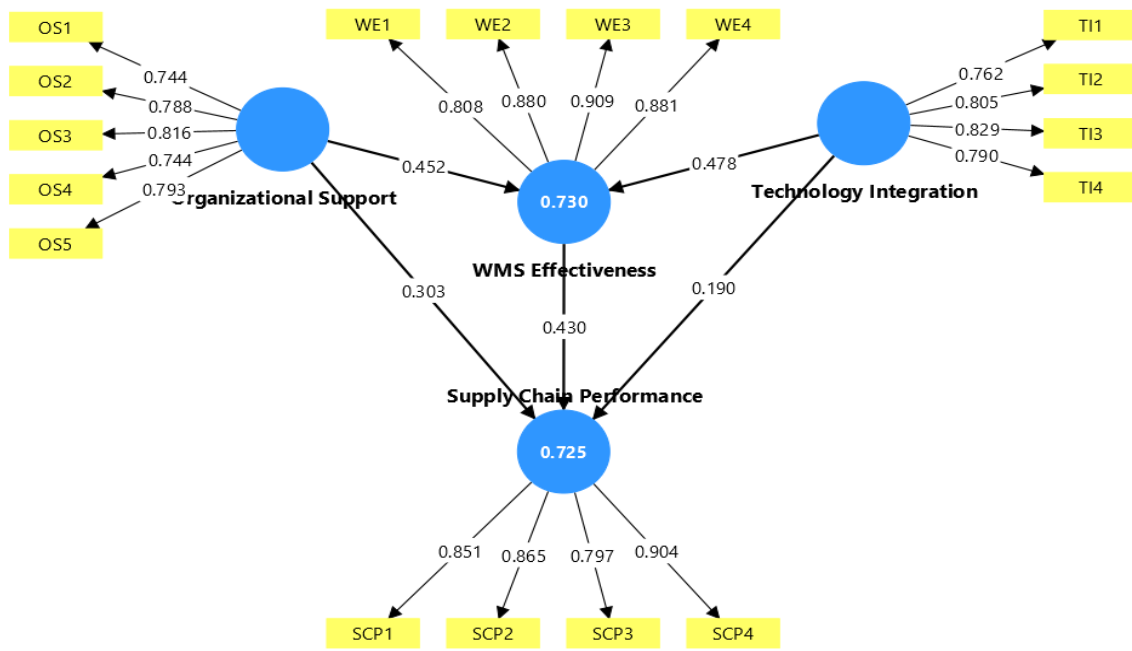 OS1
OS2
OS3
OS4
OS5
0.744
0.788
0.816
0.744
0.793
Organizational Support
WE1
WE2
WE3
WE4
0.808
0.880
0.909
0.881
TI1
TI2
TI3
TI4
0.762
0.805
0.829
0.790
Technology Integration
0.452
0.478
0.730
WMS Effectiveness
0.303
0.430
0.190
Supply Chain Performance
0.725
0.851
0.865
0.797
0.904
SCP1
SCP2
SCP3
SCP4